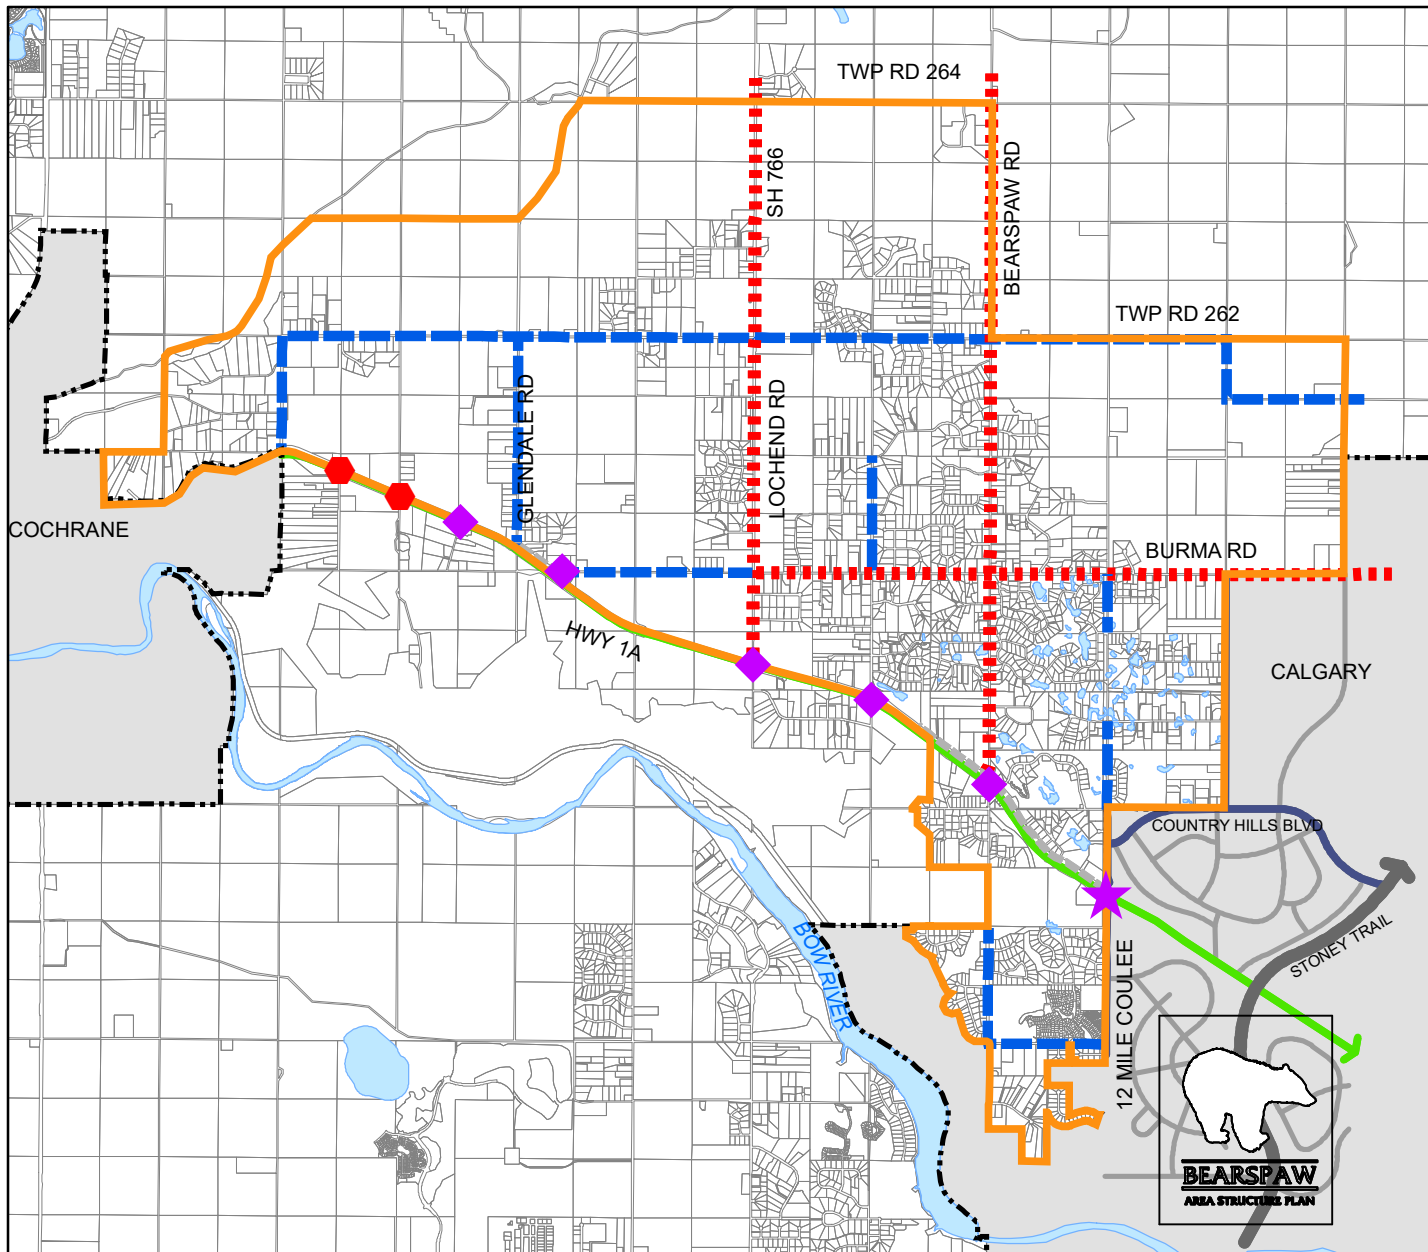 TWP RD 264
SH 766
BEARSPAW RD
TWP RD 262
GLENDALE RD
LOCHEND RD
COCHRANE
BURMA RD
HWY 1A
CALGARY
COUNTRY HILLS BLVD
BOW RIVER
STONEY TRAIL
12 MILE COULEE
BEARSPAW
AREA STRUCTURE PLAN